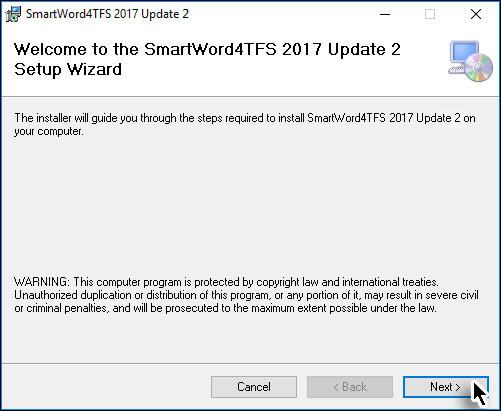 SmartWord4TFS 2017 Update 2
Welcome to the SmartWord4TFS 2017 Update 2
Setup Wizard
The installer will guide you through the steps required to install SmartWord4TFS 2017 Update 2 on
your computer.
WARNING: This computer program is protected by copyright law and international treaties.
Unauthorized duplication or distribution of this program, or any portion of it, may result in severe civil
or criminal penalties, and will be prosecuted to the maximum extent possible under the law.
Cancel < Back Next >